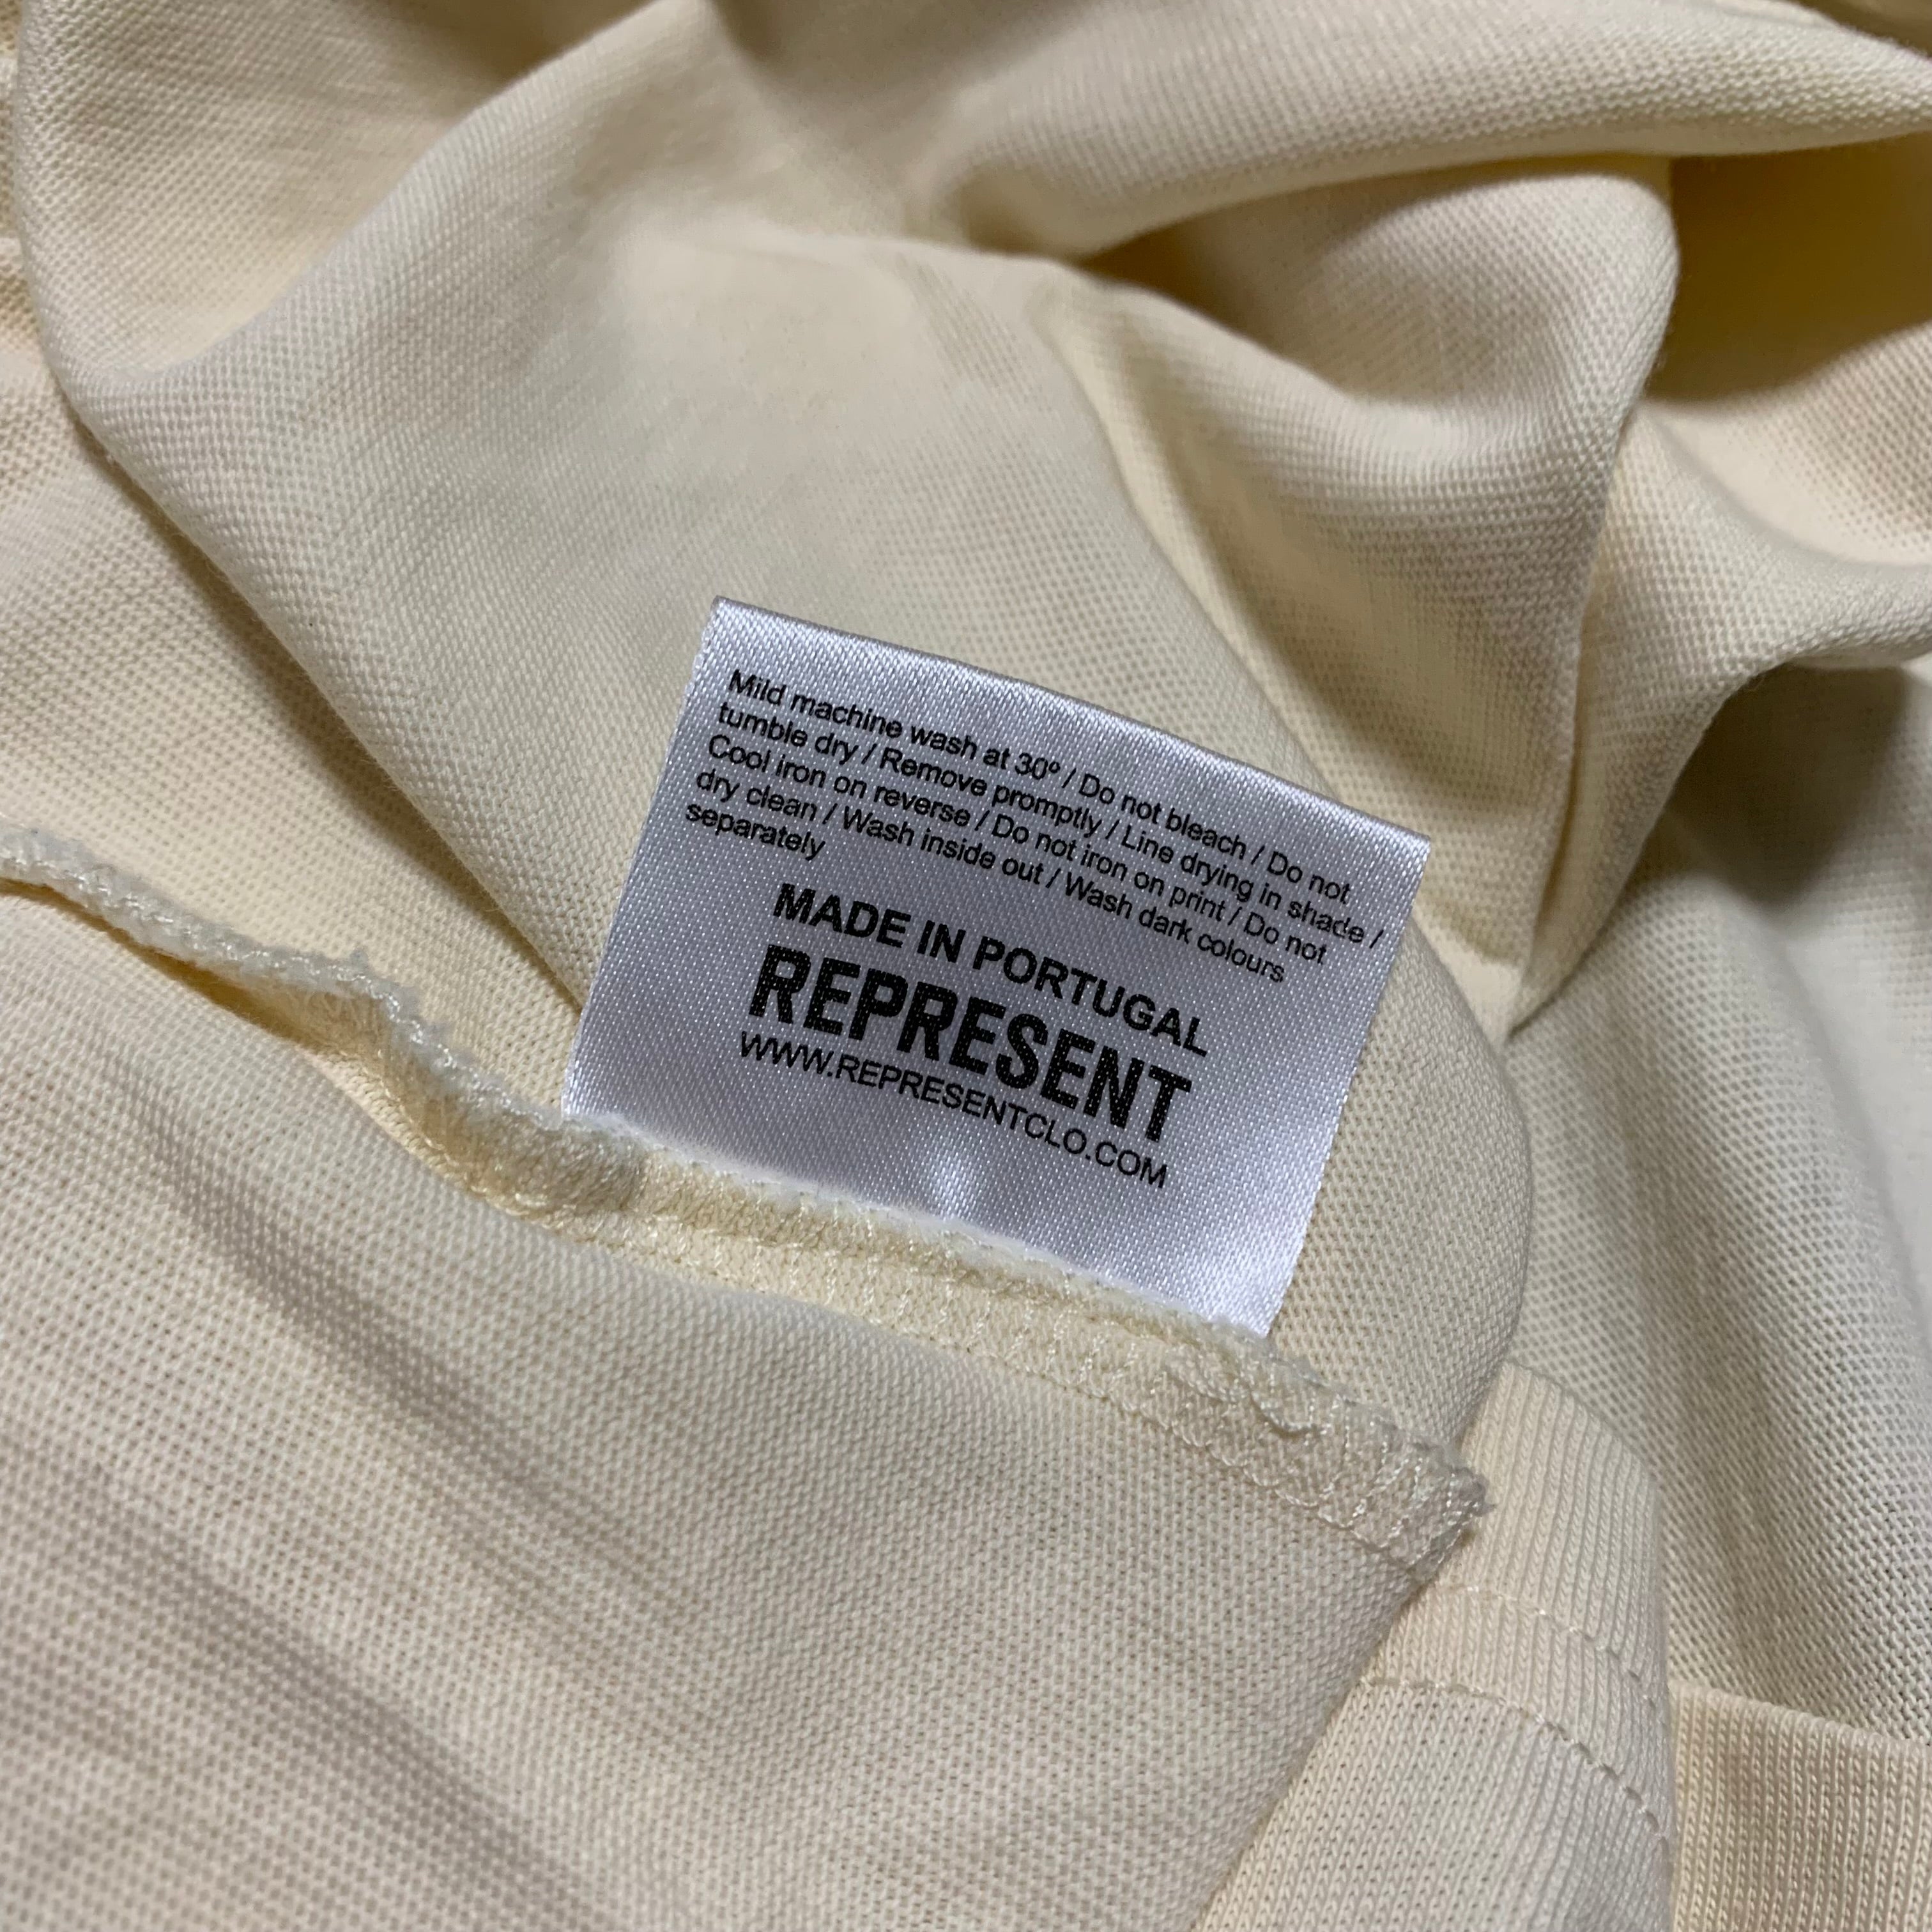 Mild machine wash at 30º / Do not bleach / Do not
tumble dry / Remove promptly / Line drying in shade /
Cool iron on reverse / Do not iron on print / Do not
dry clean / Wash inside out / Wash dark colours
separately
MADE IN PORTUGAL
REPRESENT
WWW.REPRESENTCLO.COM